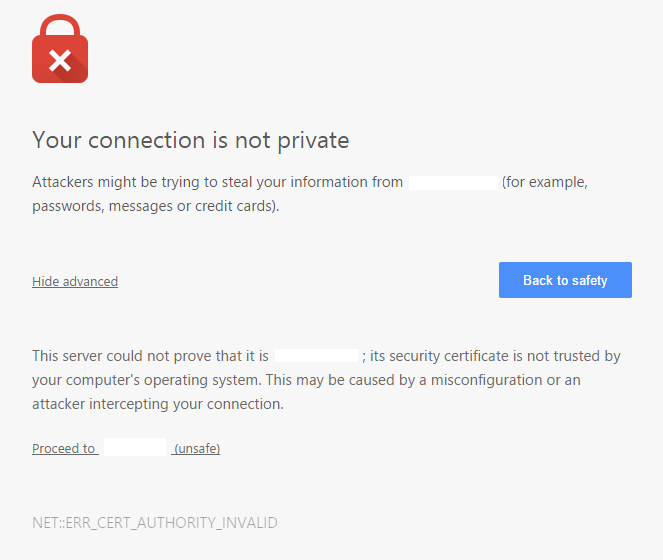 Your connection is not private
Attackers might be trying to steal your information from (for example,
passwords, messages or credit cards).
Hide advanced
Back to safety
This server could not prove that it is ; its security certificate is not trusted by
your computer's operating system. This may be caused by a misconfiguration or an
attacker intercepting your connection.
Proceed to (unsafe)
NET::ERR_CERT_AUTHORITY_INVALID